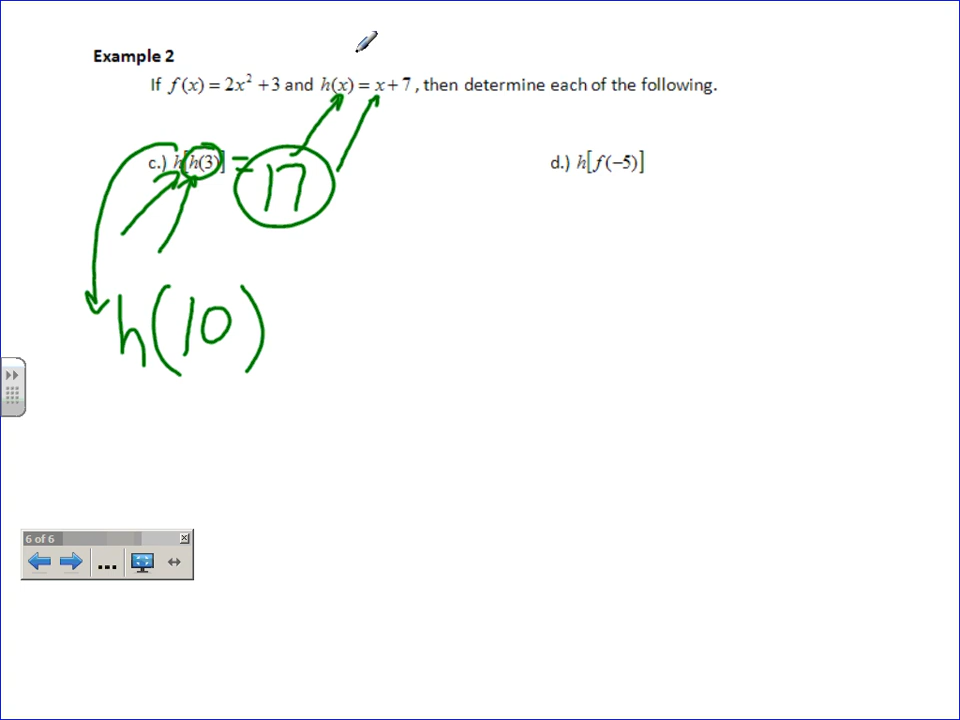 Example 2
If f(x) = 2x² + 3 and h(x) = x + 7 , then determine each of the following.
c.) h[h(3)] = 17
d.) h[f(−5)]
h(10)
6 of 6
...